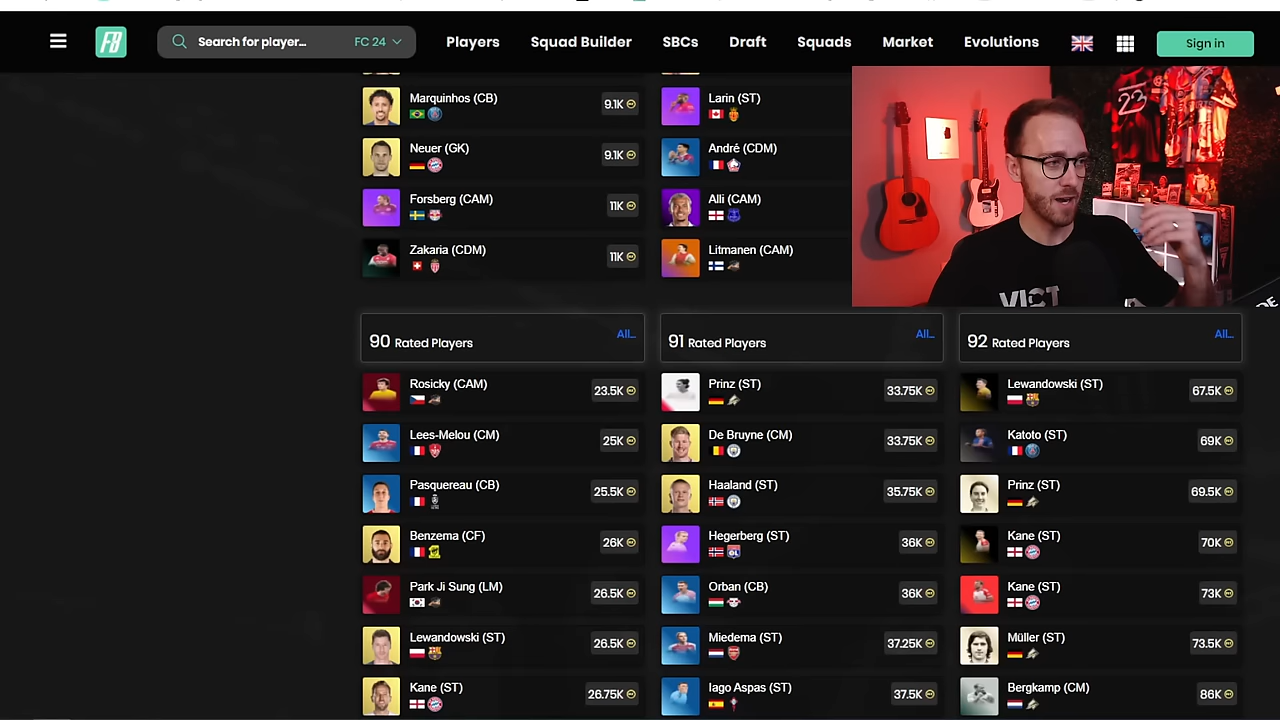 FB
Search for player...
FC 24
Players
Squad Builder
SBCs
Draft
Squads
Market
Evolutions
Sign in
Marquinhos (CB)
9.1K
Neuer (GK)
9.1K
Forsberg (CAM)
11K
Zakaria (CDM)
11K
Larin (ST)
André (CDM)
Alli (CAM)
Litmanen (CAM)
23
VICT
90 Rated Players
All...
Rosicky (CAM)
23.5K
Lees-Melou (CM)
25K
Pasquereau (CB)
25.5K
Benzema (CF)
26K
Park Ji Sung (LM)
26.5K
Lewandowski (ST)
26.5K
Kane (ST)
26.75K
91 Rated Players
All...
Prinz (ST)
33.75K
De Bruyne (CM)
33.75K
Haaland (ST)
35.75K
Hegerberg (ST)
36K
Orban (CB)
36K
Miedema (ST)
37.25K
Iago Aspas (ST)
37.5K
92 Rated Players
All...
Lewandowski (ST)
67.5K
Katoto (ST)
69K
Prinz (ST)
69.5K
Kane (ST)
70K
Kane (ST)
73K
Müller (ST)
73.5K
Bergkamp (CM)
86K